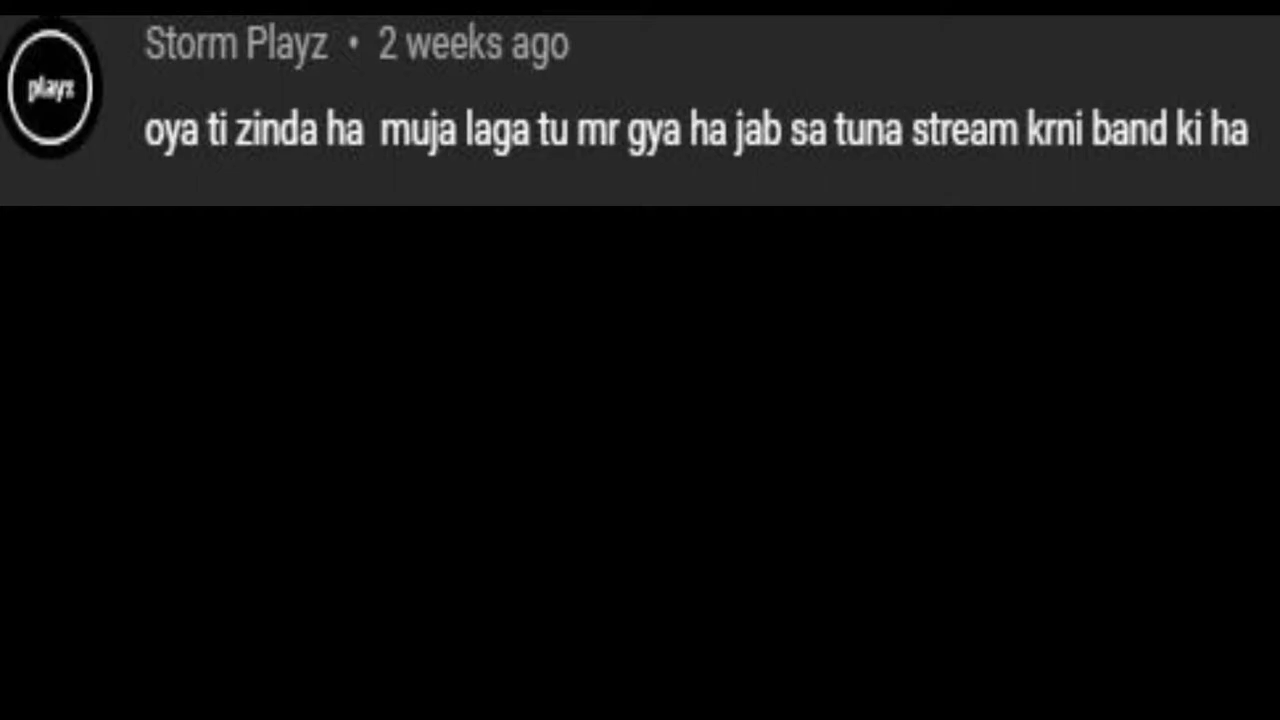 Storm Playz • 2 weeks ago
playz
oya ti zinda ha  muja laga tu mr gya ha jab sa tuna stream krni band ki ha